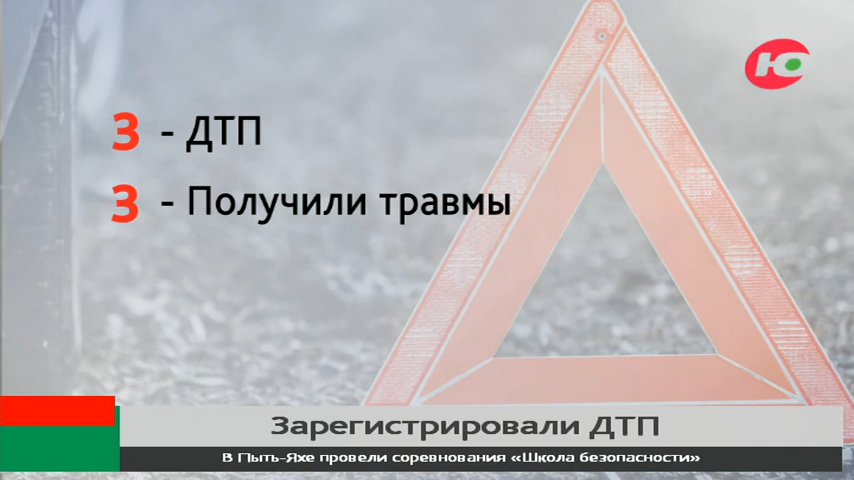 Ю
3 - ДТП
3 - Получили травмы
Зарегистрировали ДТП
В Пыть-Яхе провели соревнования «Школа безопасности»